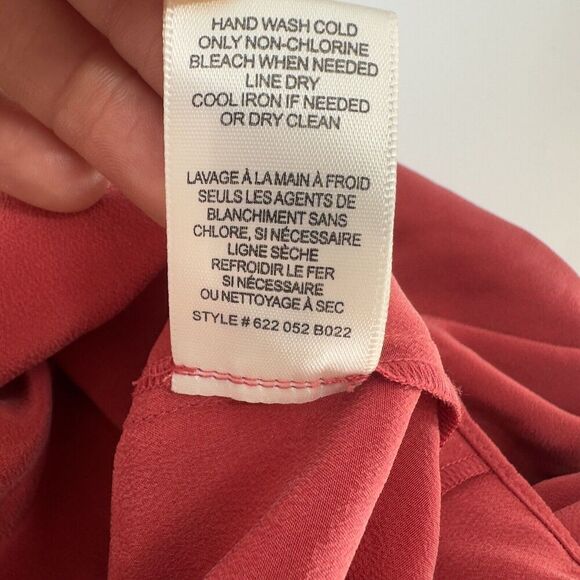 HAND WASH COLD
ONLY NON-CHLORINE
BLEACH WHEN NEEDED
LINE DRY
COOL IRON IF NEEDED
OR DRY CLEAN
LAVAGE À LA MAIN À FROID
SEULS LES AGENTS DE
BLANCHIMENT SANS
CHLORE, SI NÉCESSAIRE
LIGNE SÈCHE
REFROIDIR LE FER
SI NÉCESSAIRE
OU NETTOYAGE À SEC
STYLE # 622 052 B022